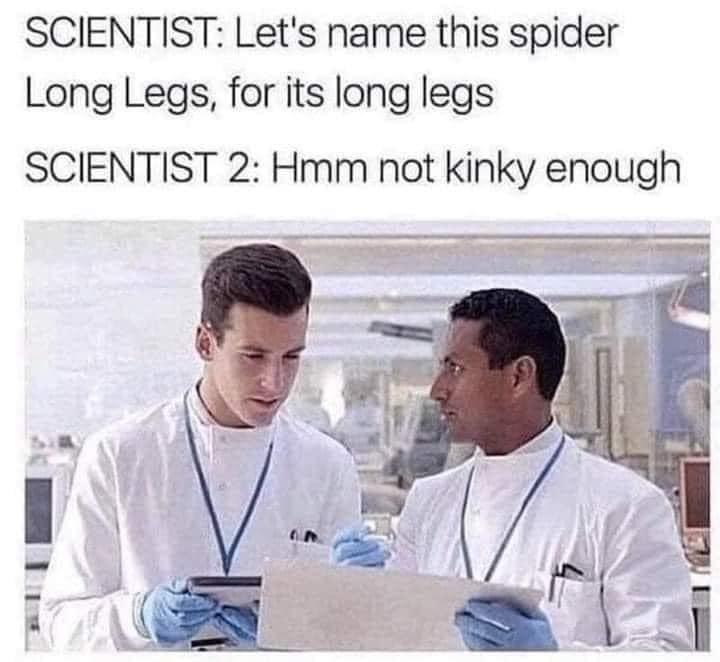 SCIENTIST: Let's name this spider
Long Legs, for its long legs
SCIENTIST 2: Hmm not kinky enough